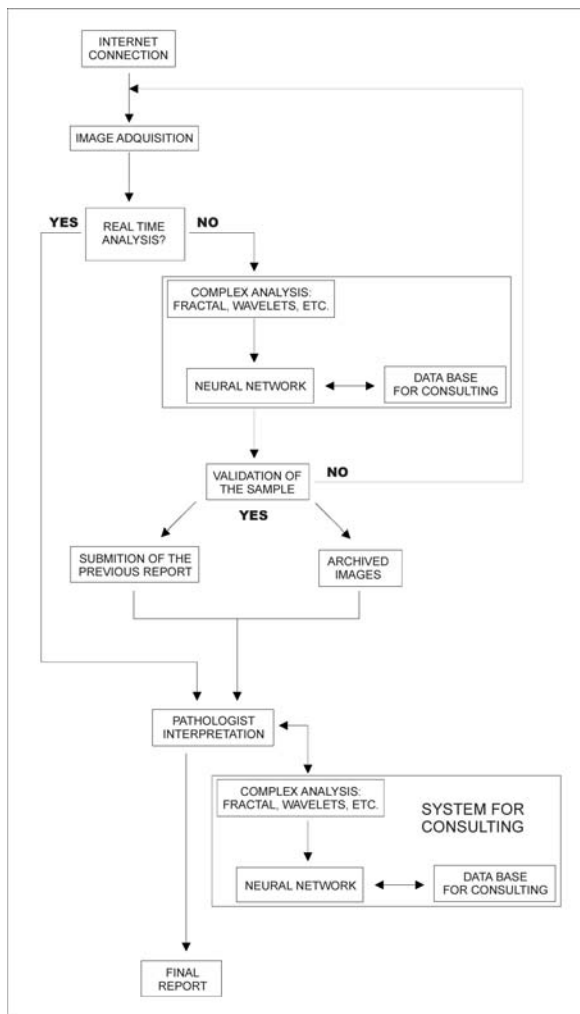 INTERNET
CONNECTION
IMAGE ADQUISITION
YES
REAL TIME
ANALYSIS?
NO
COMPLEX ANALYSIS:
FRACTAL, WAVELETS, ETC.
NEURAL NETWORK
DATA BASE
FOR CONSULTING
VALIDATION OF
THE SAMPLE
NO
YES
SUBMITION OF THE
PREVIOUS REPORT
ARCHIVED
IMAGES
PATHOLOGIST
INTERPRETATION
COMPLEX ANALYSIS:
FRACTAL, WAVELETS, ETC.
SYSTEM FOR
CONSULTING
NEURAL NETWORK
DATA BASE
FOR CONSULTING
FINAL
REPORT